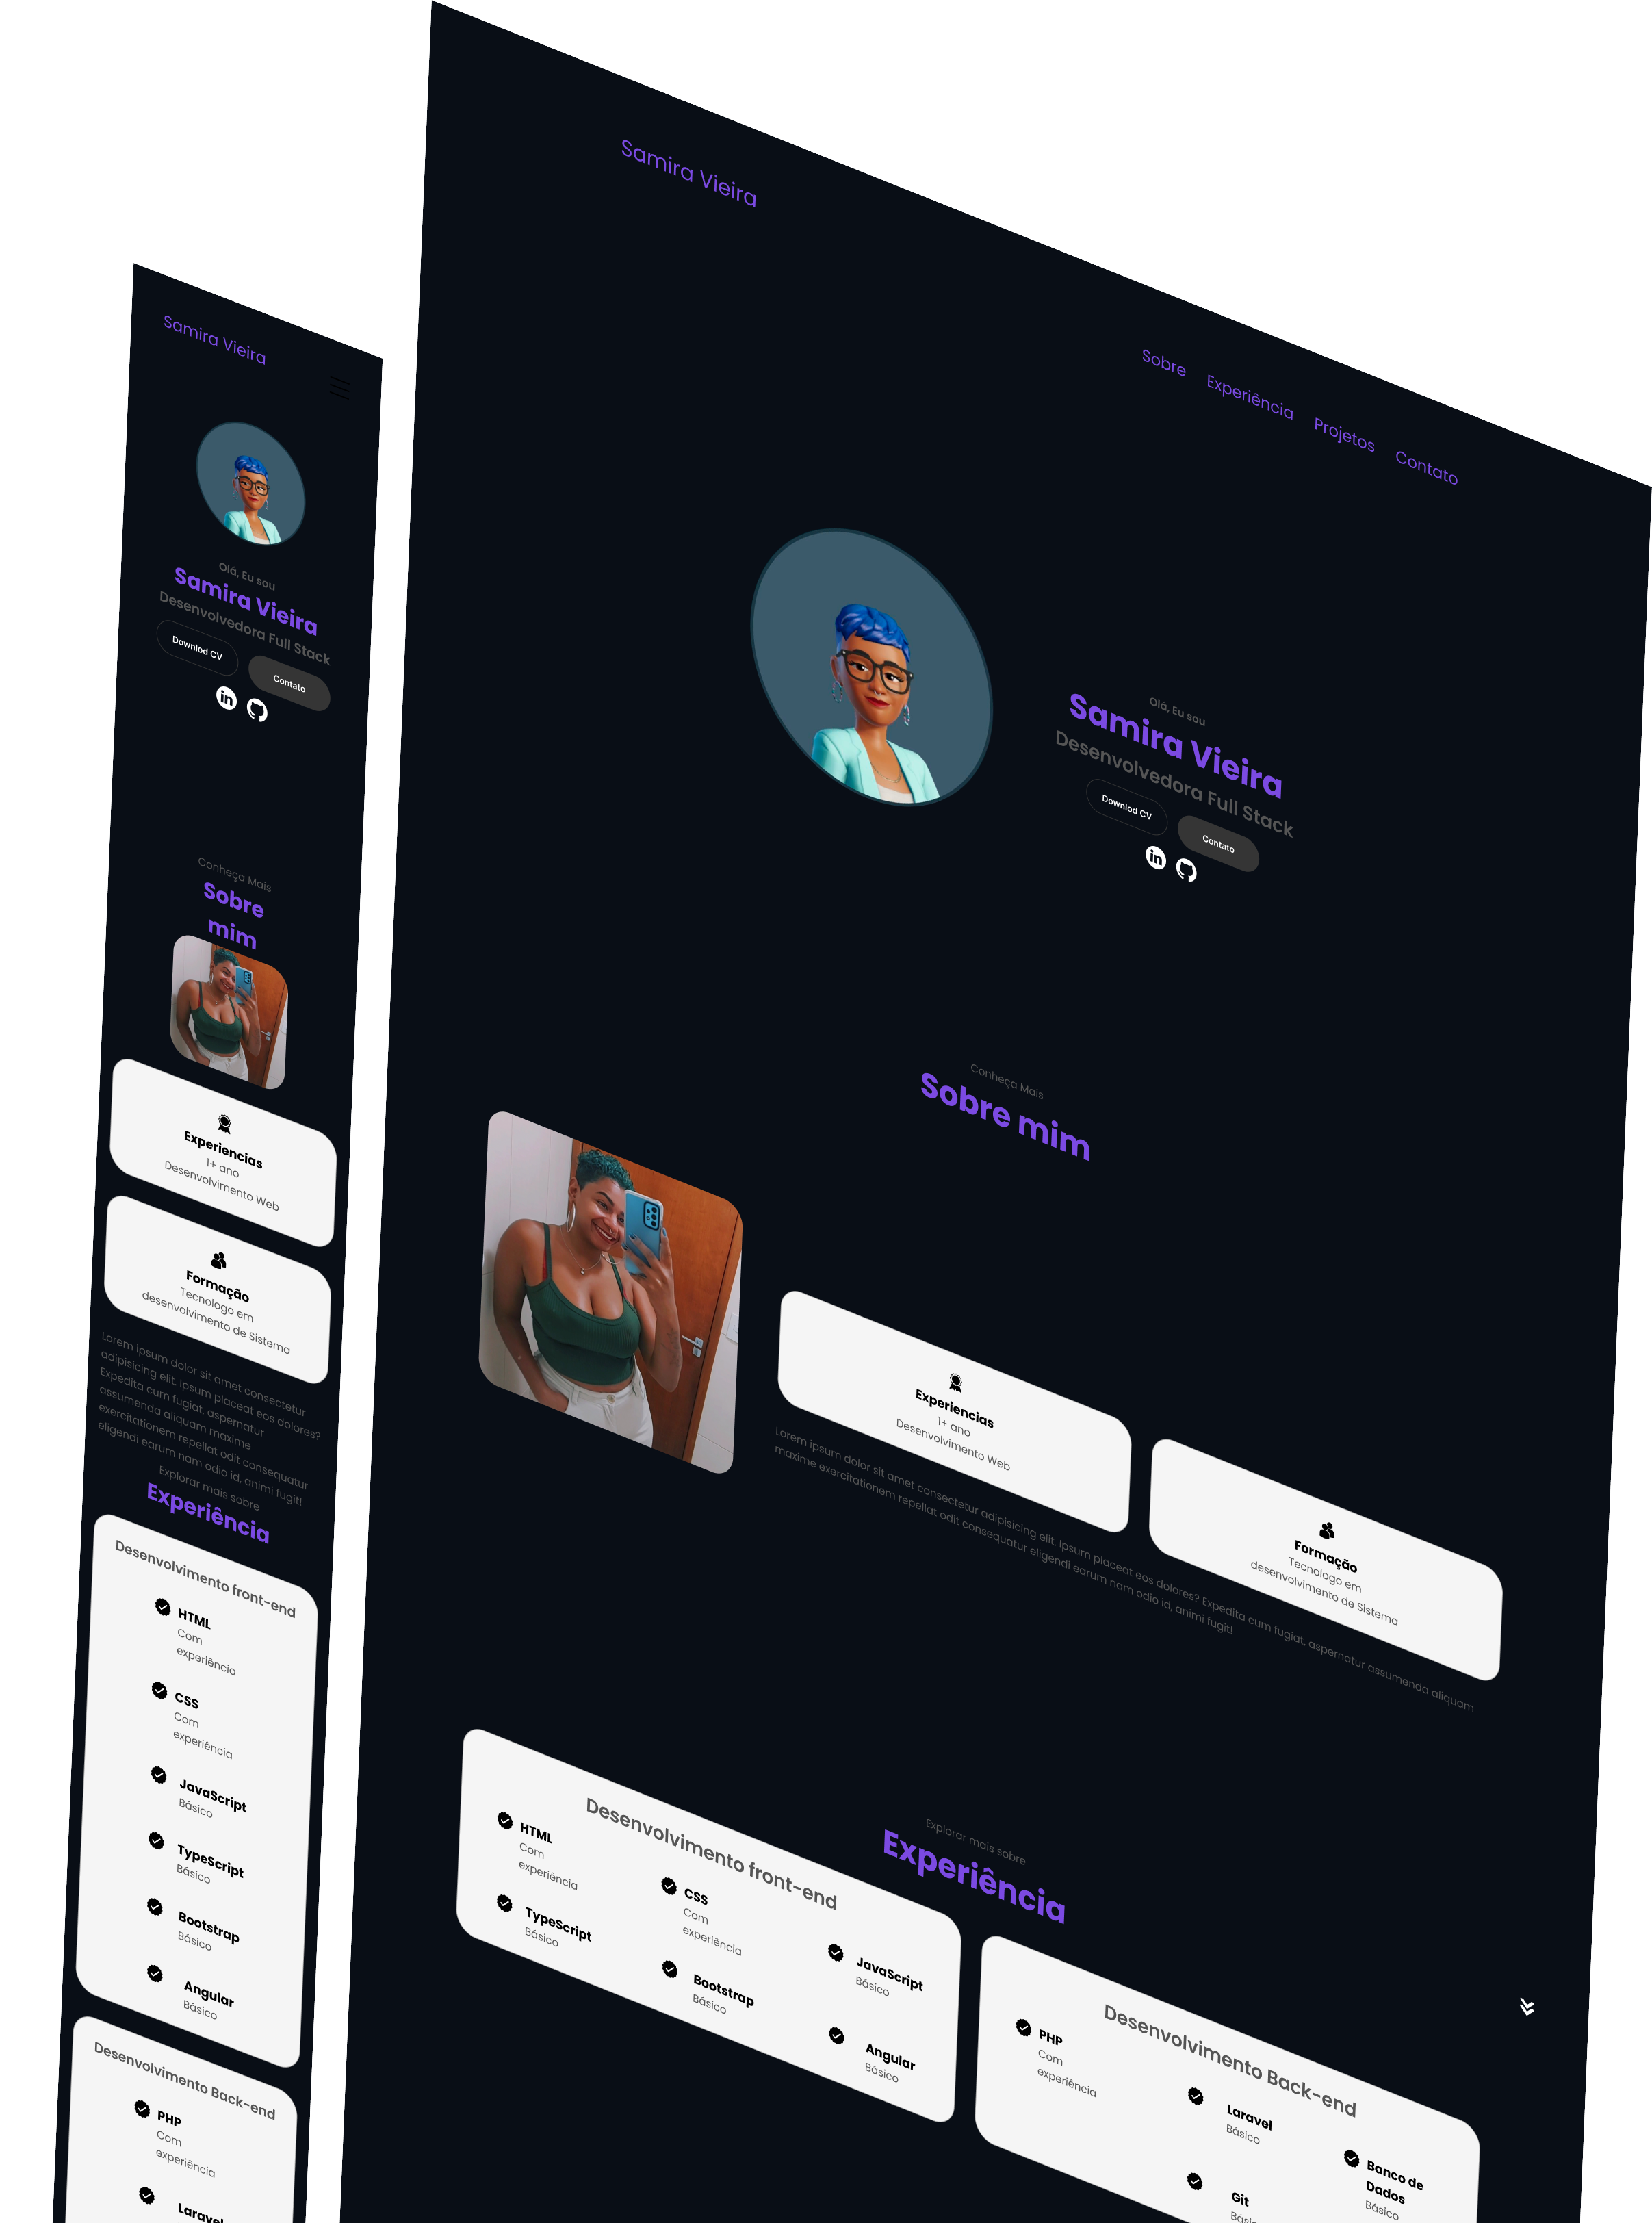 Samira Vieira
Olá, Eu sou
Samira Vieira
Desenvolvedora Full Stack
Downlod CV
Contato
Conheça Mais
Sobre
mim
Experiencias
1+ ano
Desenvolvimento Web
Formação
Tecnologo em
desenvolvimento de Sistema
Lorem ipsum dolor sit amet consectetur
adipisicing elit. Ipsum placeat eos dolores?
Expedita cum fugiat, aspernatur
assumenda aliquam maxime
exercitationem repellat odit consequatur
eligendi earum nam odio id, animi fugit!
Explorar mais sobre
Experiência
Desenvolvimento front-end
HTML
Com
experiência
CSS
Com
experiência
JavaScript
Básico
TypeScript
Básico
Bootstrap
Básico
Angular
Básico
Desenvolvimento Back-end
PHP
Com
experiência
Laravel
Samira Vieira
Sobre Experiência Projetos Contato
Olá, Eu sou
Samira Vieira
Desenvolvedora Full Stack
Downlod CV
Contato
Conheça Mais
Sobre mim
Experiencias
1+ ano
Desenvolvimento Web
Formação
Tecnologo em
desenvolvimento de Sistema
Lorem ipsum dolor sit amet consectetur adipisicing elit. Ipsum placeat eos dolores? Expedita cum fugiat, aspernatur assumenda aliquam
maxime exercitationem repellat odit consequatur eligendi earum nam odio id, animi fugit!
Explorar mais sobre
Experiência
Desenvolvimento front-end
HTML
Com
experiência
CSS
Com
experiência
JavaScript
Básico
TypeScript
Básico
Bootstrap
Básico
Angular
Básico
Desenvolvimento Back-end
PHP
Com
experiência
Laravel
Básico
Banco de
Dados
Básico
Git
Básico